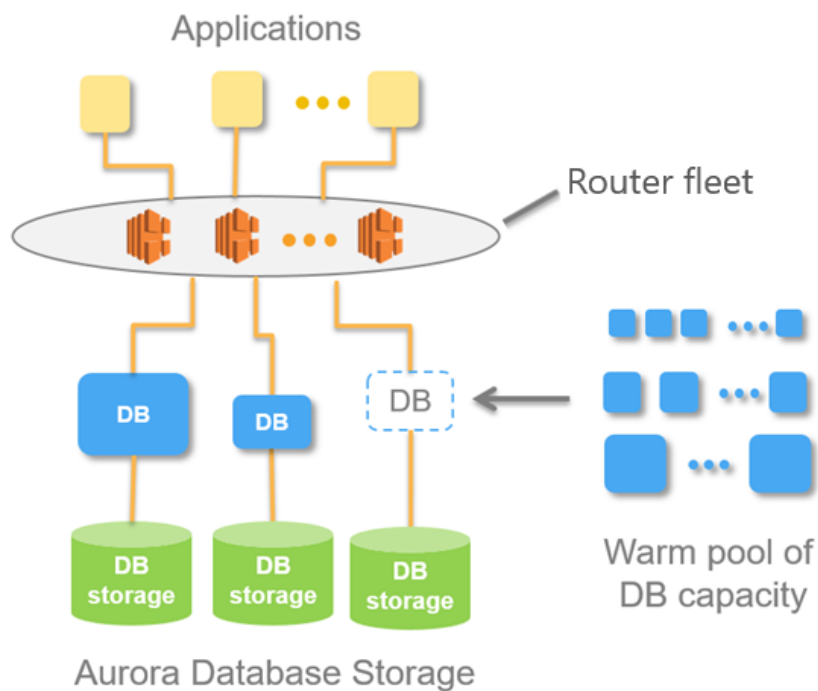 Applications
Router fleet
DB
DB
DB
DB
storage
DB
storage
DB
storage
Warm pool of
DB capacity
Aurora Database Storage